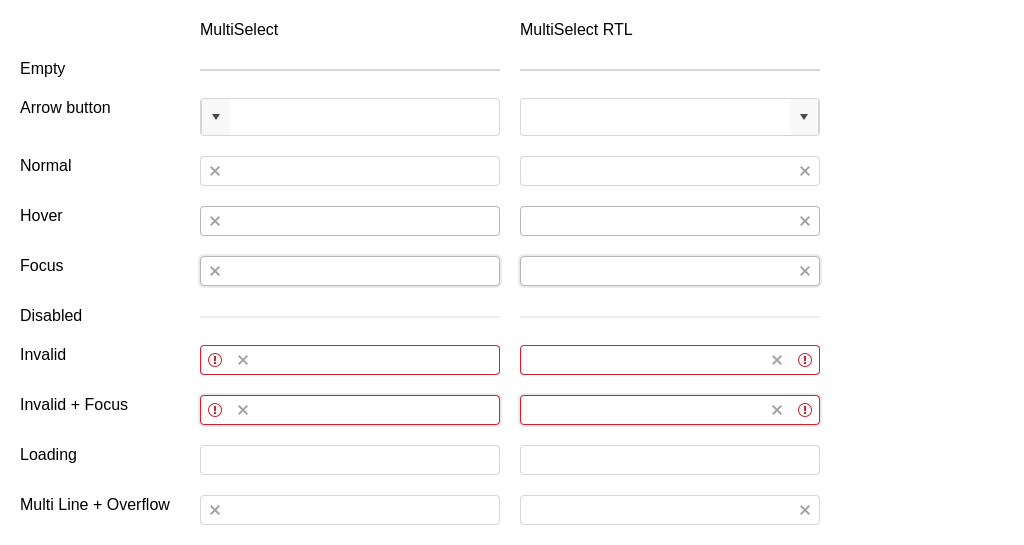 MultiSelect MultiSelect RTL
Empty
Arrow button
Normal
Hover
Focus
Disabled
Invalid
Invalid + Focus
Loading
Multi Line + Overflow